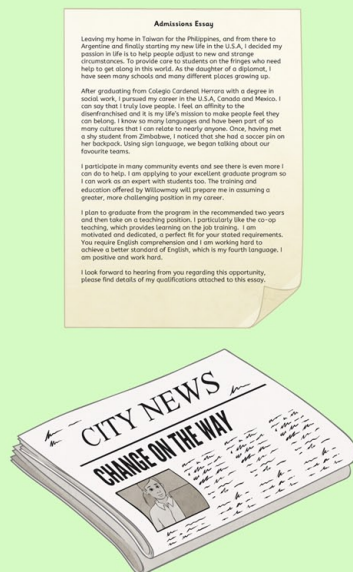 Admissions Essay
Leaving my home in Taiwan for the Philippines, and from there to
Argentine and finally starting my new life in the U.S.A, I decided my
passion in life is to help people adjust to new and strange
circumstances. To provide care to students on the fringes who need
help to get along in this world. As the daughter of a diplomat, I
have seen many schools and many different places growing up.
After graduating from Colegio Cardenal Herrara with a degree in
social work, I pursued my career in the U.S.A, Canada and Mexico. I
can say that I truly love people. I feel an affinity to the
disenfranchised and it is my life's mission to make people feel they
can belong. I know so many languages and have been part of so
many cultures that I can relate to nearly anyone. Once, having met
a shy student from Zimbabwe, I noticed that she had a soccer pin on
her backpack. Using sign language, we began talking about our
favourite teams.
I participate in many community events and see there is even more I
can do to help. I am applying to your excellent graduate program so
I can work as an expert with students too. The training and
education offered by Willowmay will prepare me in assuming a
greater, more challenging position in my career.
I plan to graduate from the program in the recommended two years
and then take on a teaching position. I particularly like the co-op
teaching, which provides learning on the job training. I am
motivated and dedicated, a perfect fit for your stated requirements.
You require English comprehension and I am working hard to
achieve a better standard of English, which is my fourth language. I
am positive and work hard.
I look forward to hearing from you regarding this opportunity,
please find details of my qualifications attached to this essay.
CITY NEWS
CHANGE ON THE WAY